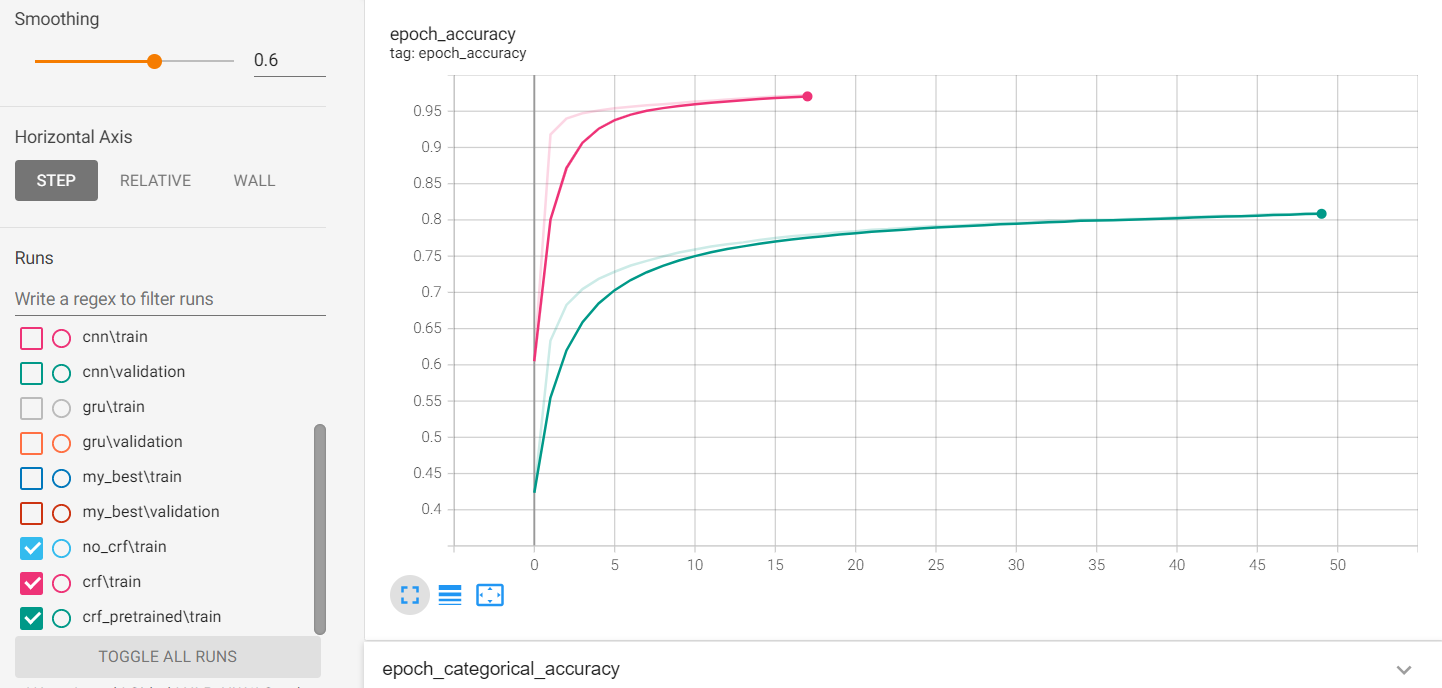 Smoothing
0.6
Horizontal Axis
STEP RELATIVE WALL
Runs
Write a regex to filter runs
cnn\train
cnn\validation
gru\train
gru\validation
my_best\train
my_best\validation
no_crf\train
crf\train
crf_pretrained\train
TOGGLE ALL RUNS
epoch_accuracy
tag: epoch_accuracy
0.95
0.9
0.85
0.8
0.75
0.7
0.65
0.6
0.55
0.5
0.45
0.4
0 5 10 15 20 25 30 35 40 45 50
epoch_categorical_accuracy